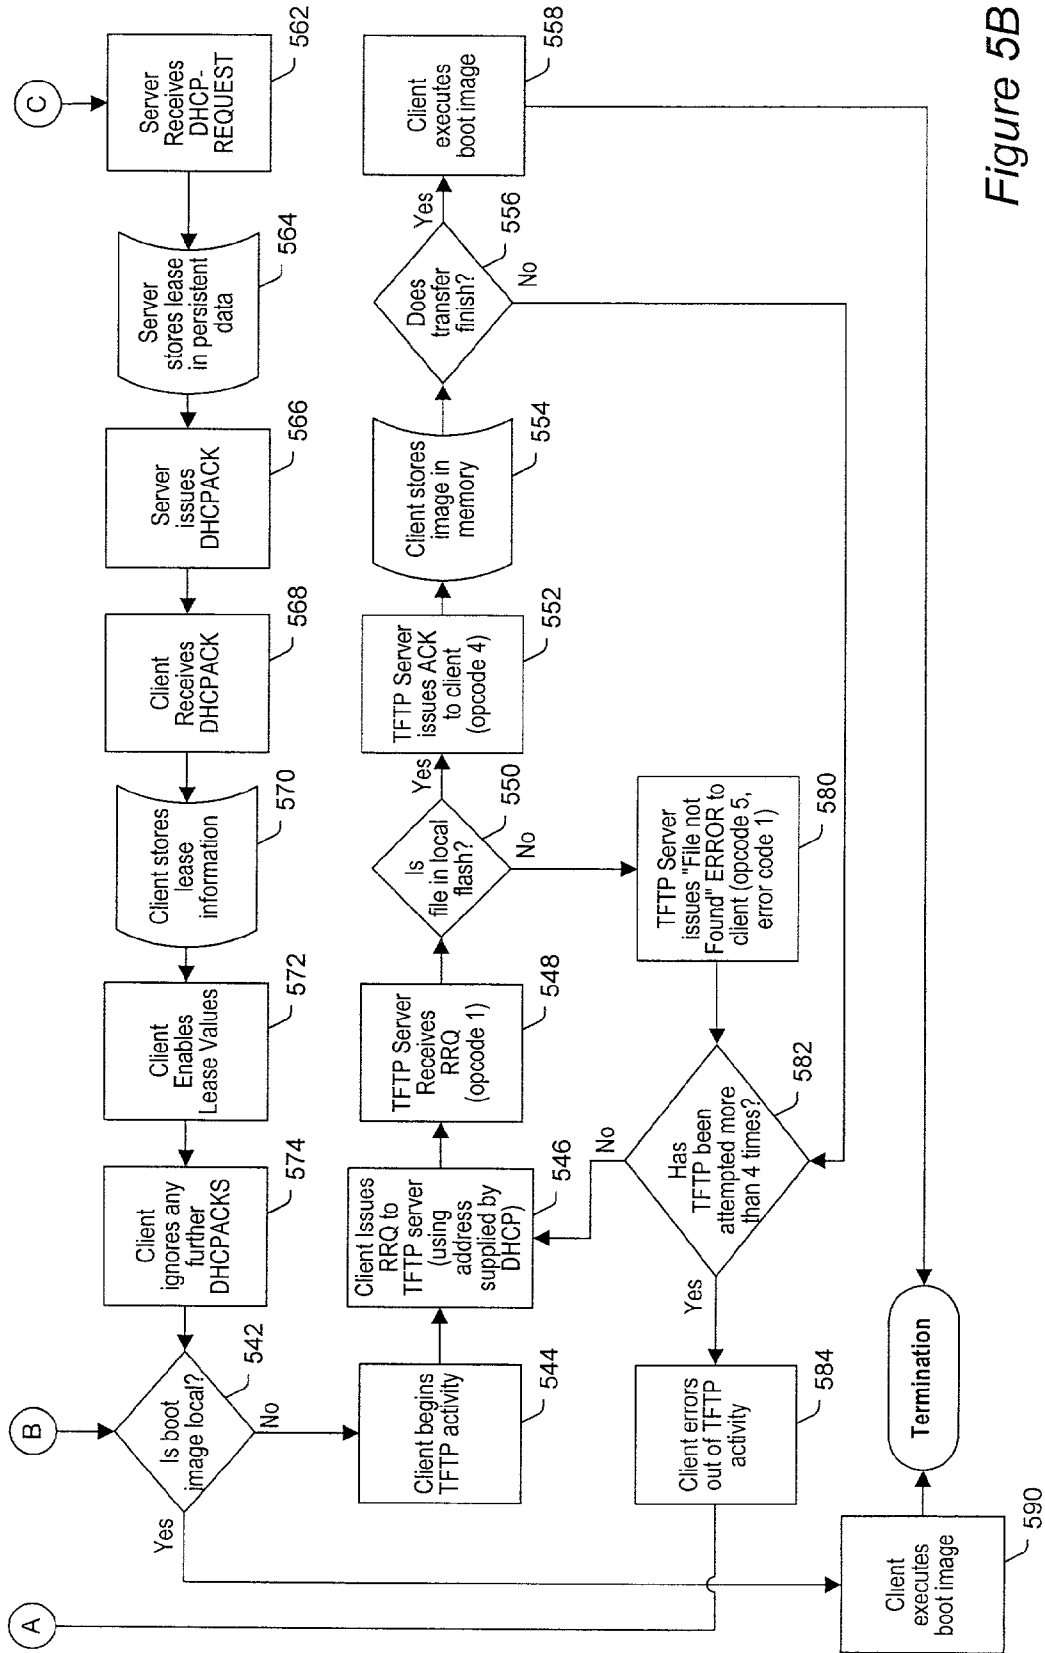 A
B
C
Server
Receives
DHCP-
REQUEST
562
Server
stores lease
in persistent
data
564
Server
issues
DHCPACK
566
Client
Receives
DHCPACK
568
Client stores
lease
information
570
Client
Enables
Lease Values
572
Client
ignores any
further
DHCPACKS
574
Is boot
image local?
542
Yes
No
Client begins
TFTP activity
544
Client Issues
RRQ to
TFTP server
(using
address
supplied by
DHCP)
546
TFTP Server
Receives
RRQ
(opcode 1)
548
Is
file in local
flash?
550
Yes
No
TFTP Server
issues ACK
to client
(opcode 4)
552
Client stores
image in
memory
554
Does
transfer
finish?
556
Yes
No
Client
executes
boot image
558
TFTP Server
issues "File not
Found" ERROR to
client (opcode 5,
error code 1)
580
Has
TFTP been
attempted more
than 4 times?
582
No
Yes
Client errors
out of TFTP
activity
584
Client
executes
boot image
590
Termination
Figure 5B